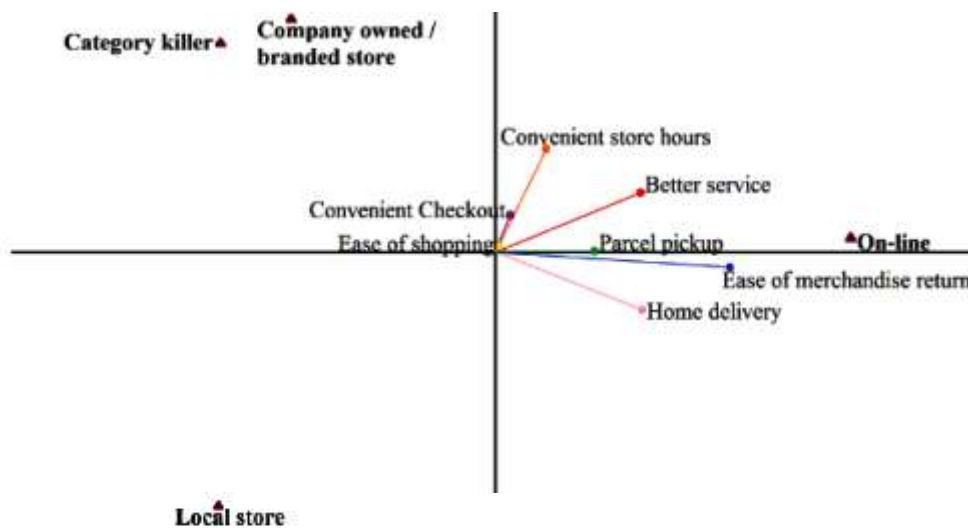 Company owned /
branded store
Category killer
Convenient store hours
Better service
Convenient Checkout
Ease of shopping
Parcel pickup
On-line
Ease of merchandise return
Home delivery
Local store